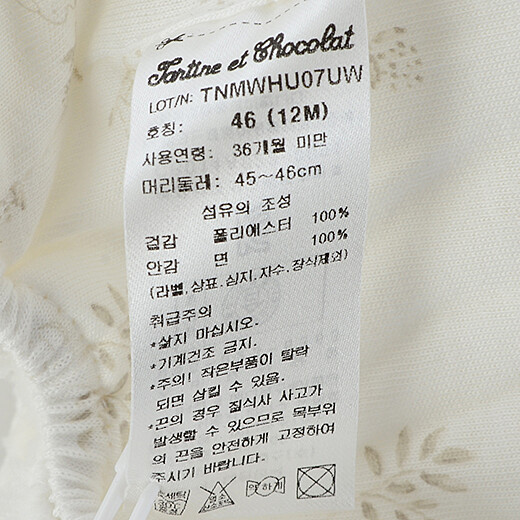 Tartine et Chocolat
LOT/N: TNMWHU07UW
호칭: 46 (12M)
사용연령: 36개월 미만
머리둘레: 45~46cm
섬유의 조성
겉감 폴리에스터 100%
안감 면 100%
(라벨,상표,심지,자수,장식제외)
취급주의
*삶지 마십시오.
*기계건조 금지.
*주의! 작은부품이 탈락
되면 삼킬 수 있음.
*끈의 경우 질식사 사고가
발생할 수 있으므로 목부위
의 끈을 안전하게 고정하여
주시기 바랍니다.
약하게